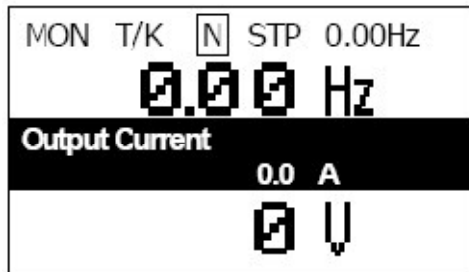 MON T/K N STP 0.00Hz
0.00 Hz
Output Current
0.0 A
0 V